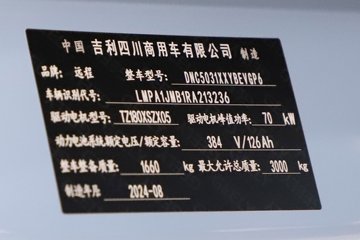 中国 吉利四川商用车有限公司 制造
品牌: 远程 整车型号: DNC5031XXYBEVGP6
车辆识别代号: LMPA1JMB1RA213236
驱动电机型号: TZ180XSZX05 驱动电机峰值功率: 70 kW
动力电池系统额定电压/额定容量: 384 V/126Ah
整车整备质量: 1660 kg 最大允许总质量: 3000 kg
制造年月: 2024-08